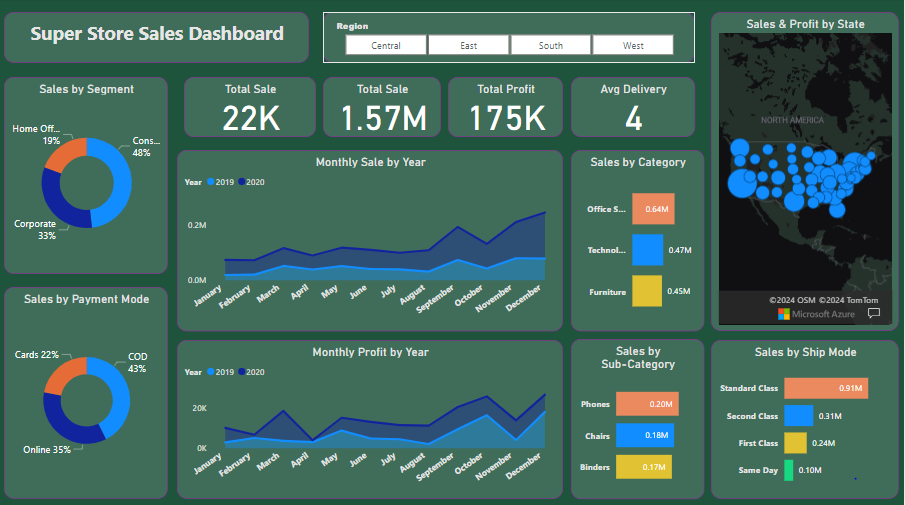 Super Store Sales Dashboard
Region
Central
East
South
West
Sales & Profit by State
NORTH AMERICA
©2024 OSM ©2024 TomTom
Microsoft Azure
Sales by Segment
Home Off...
19%
Cons...
48%
Corporate
33%
Total Sale
22K
Total Sale
1.57M
Total Profit
175K
Avg Delivery
4
Monthly Sale by Year
Year 2019 2020
0.2M
0.0M
January
February
March
April
May
June
July
August
September
October
November
December
Sales by Category
Office S...
0.64M
Technol...
0.47M
Furniture
0.45M
Sales by Payment Mode
Cards 22%
COD
43%
Online 35%
Monthly Profit by Year
Year 2019 2020
20K
0K
January
February
March
April
May
June
July
August
September
October
November
December
Sales by
Sub-Category
Phones
0.20M
Chairs
0.18M
Binders
0.17M
Sales by Ship Mode
Standard Class
0.91M
Second Class
0.31M
First Class
0.24M
Same Day
0.10M